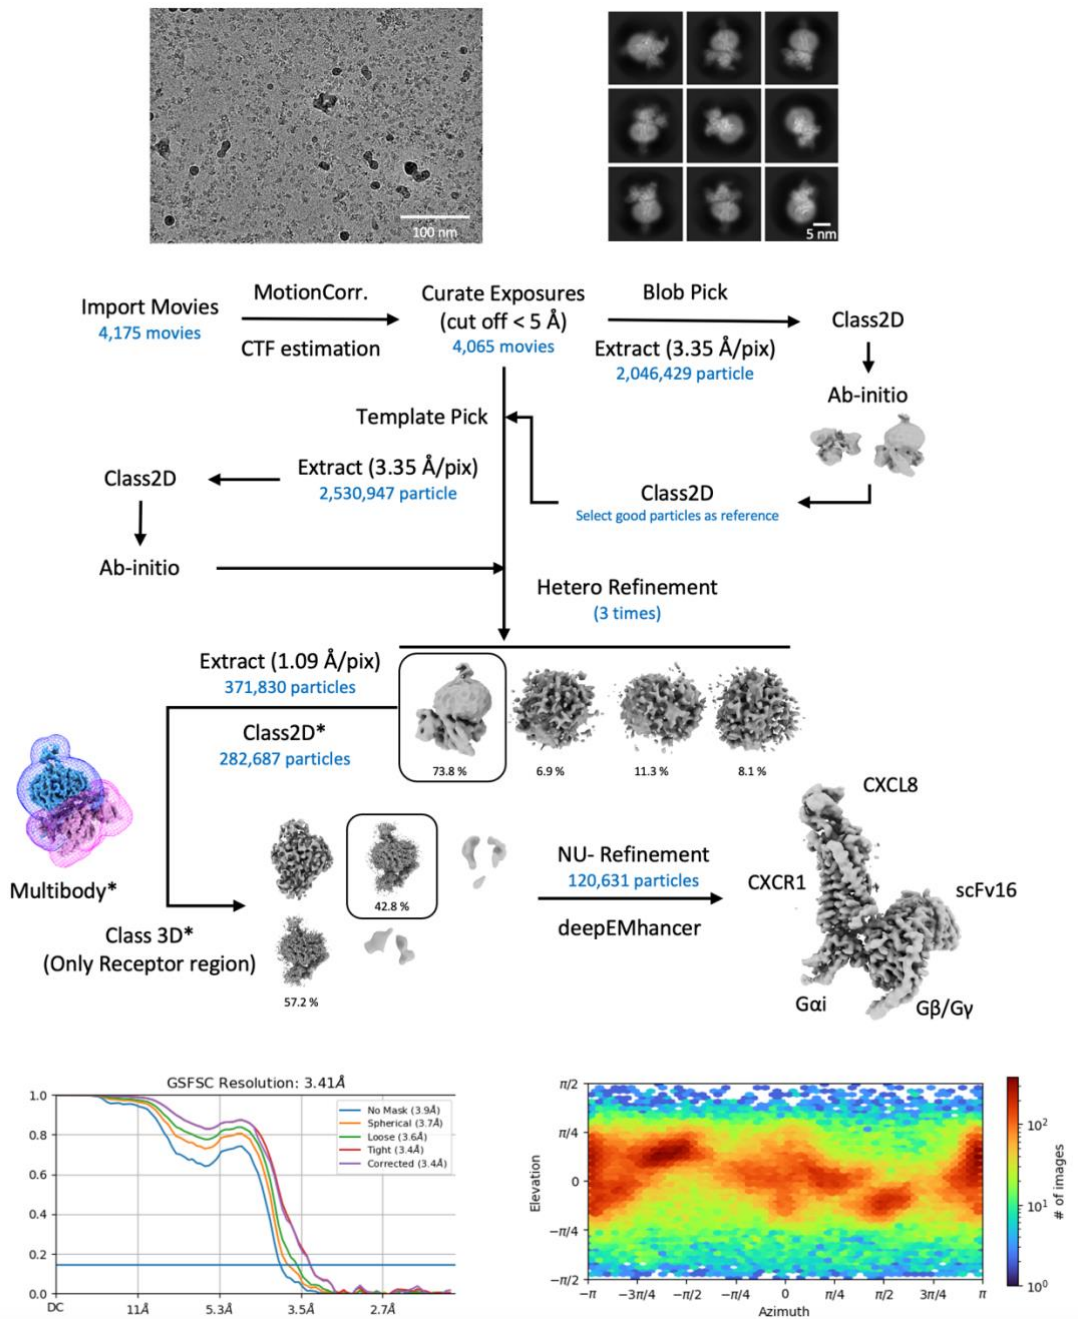 100 nm
5 nm
Import Movies
4,175 movies
MotionCorr.
CTF estimation
Curate Exposures
(cut off < 5 Å)
4,065 movies
Blob Pick
Extract (3.35 Å/pix)
2,046,429 particle
Class2D
Ab-initio
Template Pick
Class2D
Select good particles as reference
Extract (3.35 Å/pix)
2,530,947 particle
Class2D
Ab-initio
Hetero Refinement
(3 times)
Extract (1.09 Å/pix)
371,830 particles
Class2D*
282,687 particles
73.8 %
6.9 %
11.3 %
8.1 %
Multibody*
Class 3D*
(Only Receptor region)
42.8 %
57.2 %
NU- Refinement
120,631 particles
deepEMhancer
CXCL8
CXCR1
scFv16
Gαi
Gβ/Gγ
GSFSC Resolution: 3.41Å
1.0
0.8
0.6
0.4
0.2
0.0
DC
11Å
5.3Å
3.5Å
2.7Å
No Mask (3.9Å)
Spherical (3.7Å)
Loose (3.6Å)
Tight (3.4Å)
Corrected (3.4Å)
Elevation
π/2
π/4
0
−π/4
−π/2
−π
−3π/4
−π/2
−π/4
0
π/4
π/2
3π/4
π
Azimuth
10²
10¹
10⁰
# of images